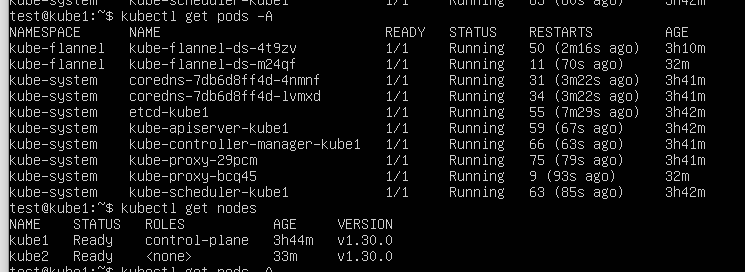 kube-system kube-scheduler-kube1 1/1 Running 63 (60s ago) 3h42m
test@kube1:~$ kubectl get pods -A
NAMESPACE NAME READY STATUS RESTARTS AGE
kube-flannel kube-flannel-ds-4t9zv 1/1 Running 50 (2m16s ago) 3h10m
kube-flannel kube-flannel-ds-m24qf 1/1 Running 11 (70s ago) 32m
kube-system coredns-7db6d8ff4d-4nmnf 1/1 Running 31 (3m22s ago) 3h41m
kube-system coredns-7db6d8ff4d-lvmxd 1/1 Running 34 (3m22s ago) 3h41m
kube-system etcd-kube1 1/1 Running 55 (7m29s ago) 3h42m
kube-system kube-apiserver-kube1 1/1 Running 59 (67s ago) 3h42m
kube-system kube-controller-manager-kube1 1/1 Running 66 (63s ago) 3h41m
kube-system kube-proxy-29pcm 1/1 Running 75 (79s ago) 3h41m
kube-system kube-proxy-bcq45 1/1 Running 9 (93s ago) 32m
kube-system kube-scheduler-kube1 1/1 Running 63 (85s ago) 3h42m
test@kube1:~$ kubectl get nodes
NAME STATUS ROLES AGE VERSION
kube1 Ready control-plane 3h44m v1.30.0
kube2 Ready <none> 33m v1.30.0
test@kube1:~$ kubectl get pods -A